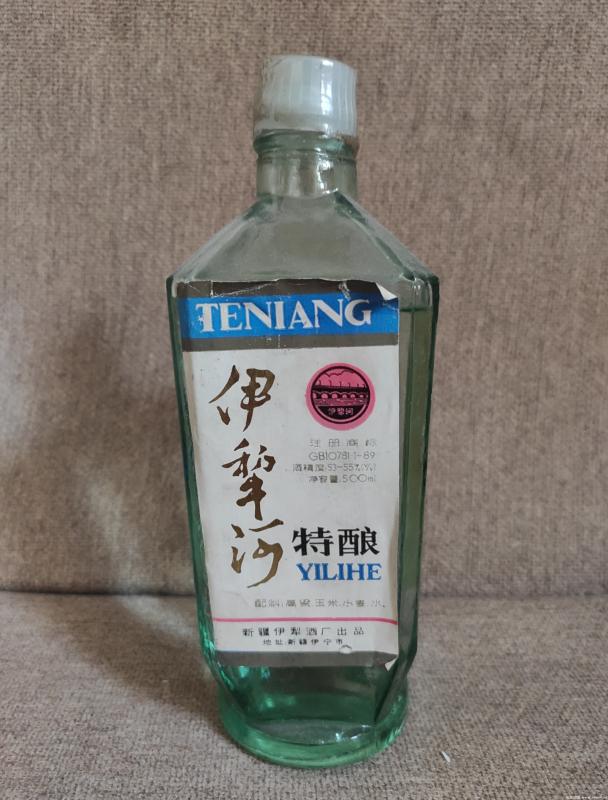 TENIANG
伊犁河
伊犁河
注册商标
GB10781·1-89
酒精度:53-55%(V/V)
净容量:500ml
特酿
YILIHE
配料:高粱.玉米.小麦.水.
新疆伊犁酒厂出品
地址:新疆伊宁市